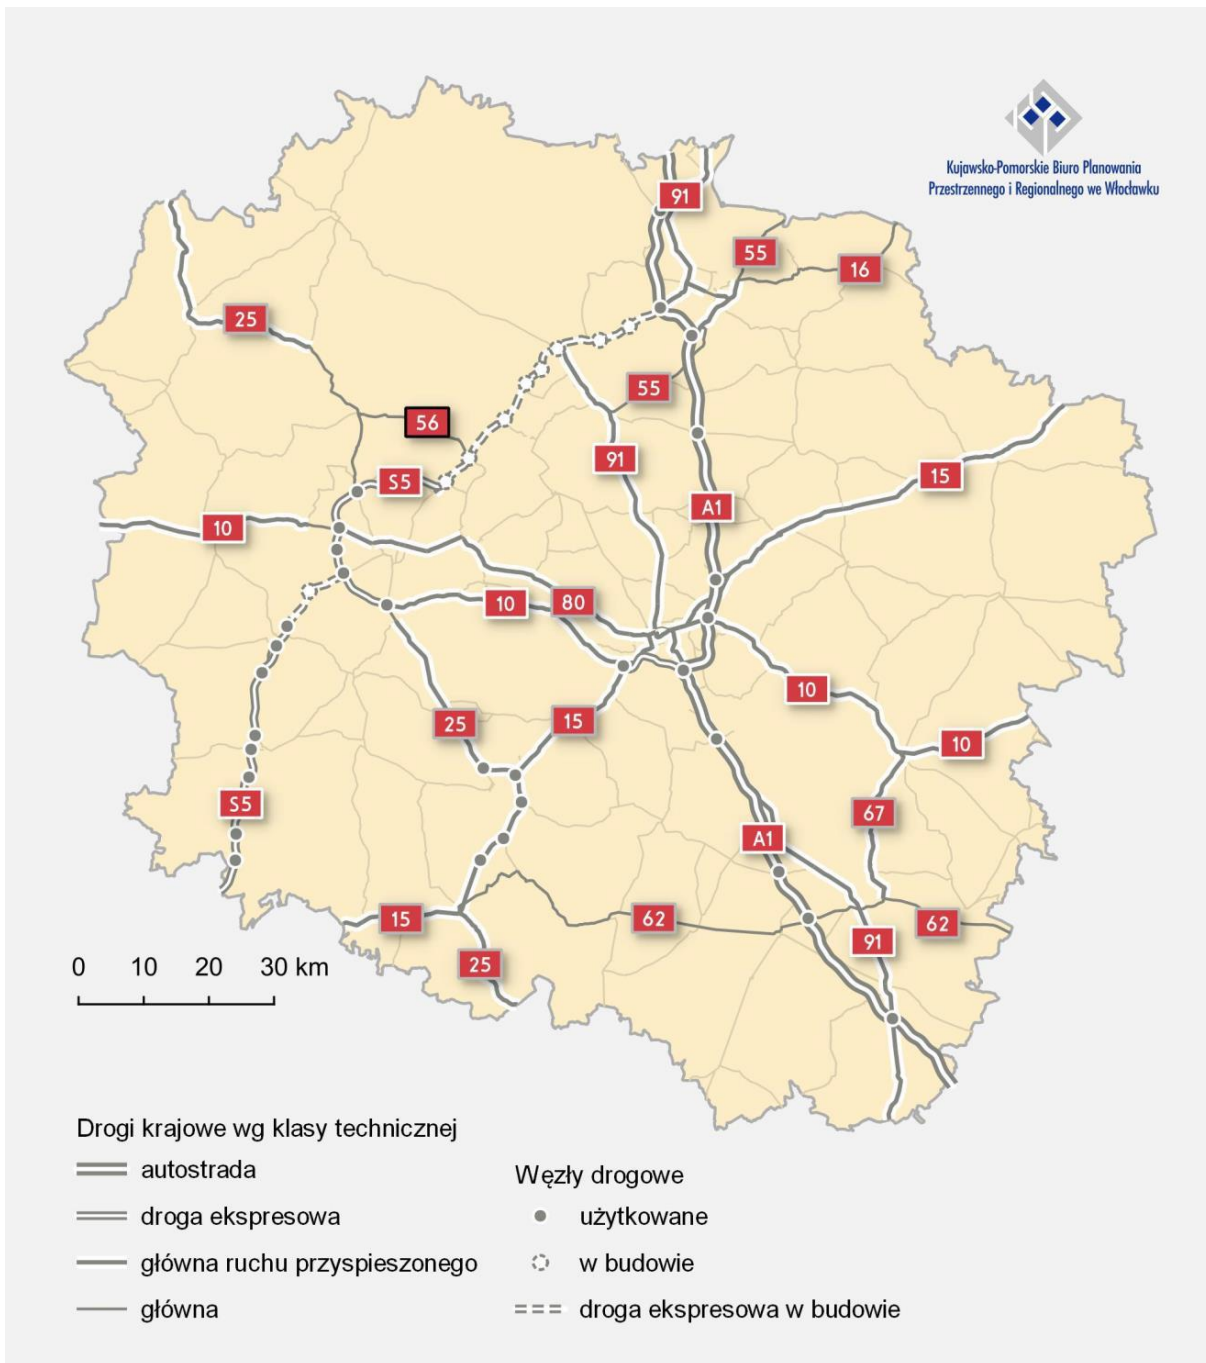 Kujawsko-Pomorskie Biuro Planowania
Przestrzennego i Regionalnego we Włocławku
91
55
16
25
55
56
91
S5
15
A1
10
10
80
10
25
15
10
S5
67
A1
15
62
62
91
25
0 10 20 30 km
Drogi krajowe wg klasy technicznej
autostrada
droga ekspresowa
główna ruchu przyspieszonego
główna
Węzły drogowe
użytkowane
w budowie
droga ekspresowa w budowie